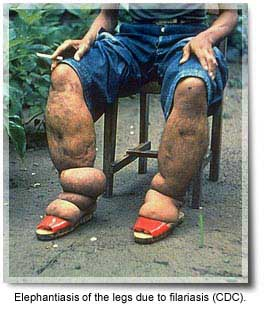 Elephantiasis of the legs due to filariasis (CDC).